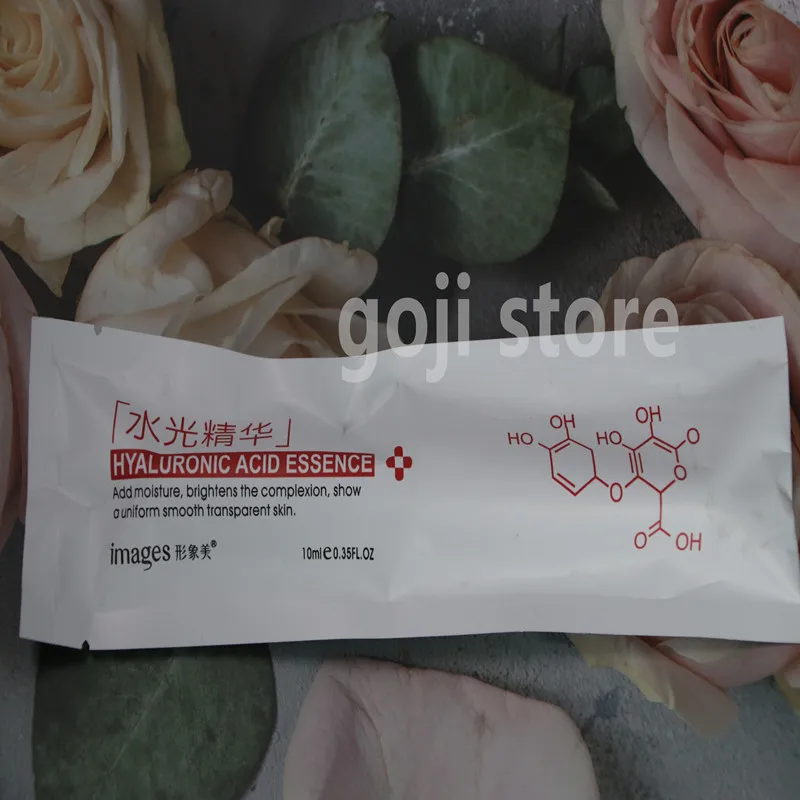 goji store
「水光精华」
HYALURONIC ACID ESSENCE
Add moisture, brightens the complexion, show
a uniform smooth transparent skin.
images 形象美®
10ml e 0.35FL.OZ
OH
HO
OH
HO
O
O
O
O
OH